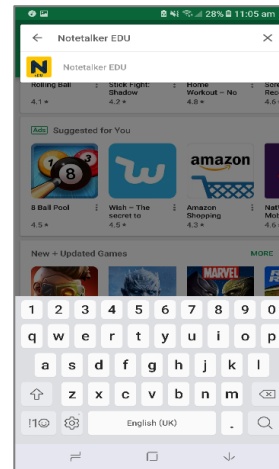 28% 11:05 am
Notetalker EDU
Notetalker EDU
Rolling Ball
Stick Fight: Shadow
Home Workout – No
4.1 ★
4.2 ★
4.8 ★
4.6
Ads Suggested for You
8
w
amazon
8 Ball Pool
Wish – The secret to
Amazon Shopping
4.5 ★
4.3 ★
4.6
New + Updated Games MORE
MARVEL
1 2 3 4 5 6 7 8 9 0
q w e r t y u i o p
a s d f g h j k l
z x c v b n m
!1☺ English (UK) .